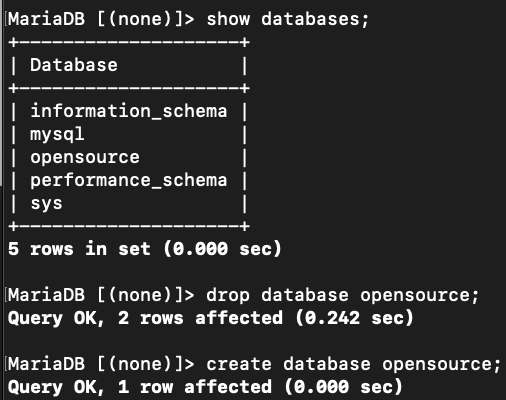 MariaDB [(none)]> show databases;
+--------------------+
| Database           |
+--------------------+
| information_schema |
| mysql              |
| opensource         |
| performance_schema |
| sys                |
+--------------------+
5 rows in set (0.000 sec)
MariaDB [(none)]> drop database opensource;
Query OK, 2 rows affected (0.242 sec)
MariaDB [(none)]> create database opensource;
Query OK, 1 row affected (0.000 sec)